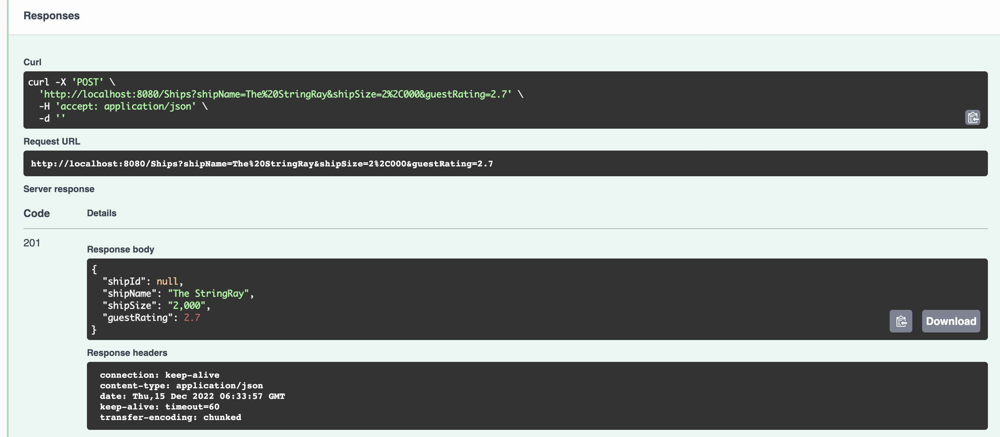 Responses
Curl
curl -X 'POST' \
  'http://localhost:8080/Ships?shipName=The%20StringRay&shipSize=2%2C000&guestRating=2.7' \
  -H 'accept: application/json' \
  -d ''
Request URL
http://localhost:8080/Ships?shipName=The%20StringRay&shipSize=2%2C000&guestRating=2.7
Server response
Code Details
201
Response body
{
  "shipId": null,
  "shipName": "The StringRay",
  "shipSize": "2,000",
  "guestRating": 2.7
}
Download
Response headers
connection: keep-alive
content-type: application/json
date: Thu,15 Dec 2022 06:33:57 GMT
keep-alive: timeout=60
transfer-encoding: chunked